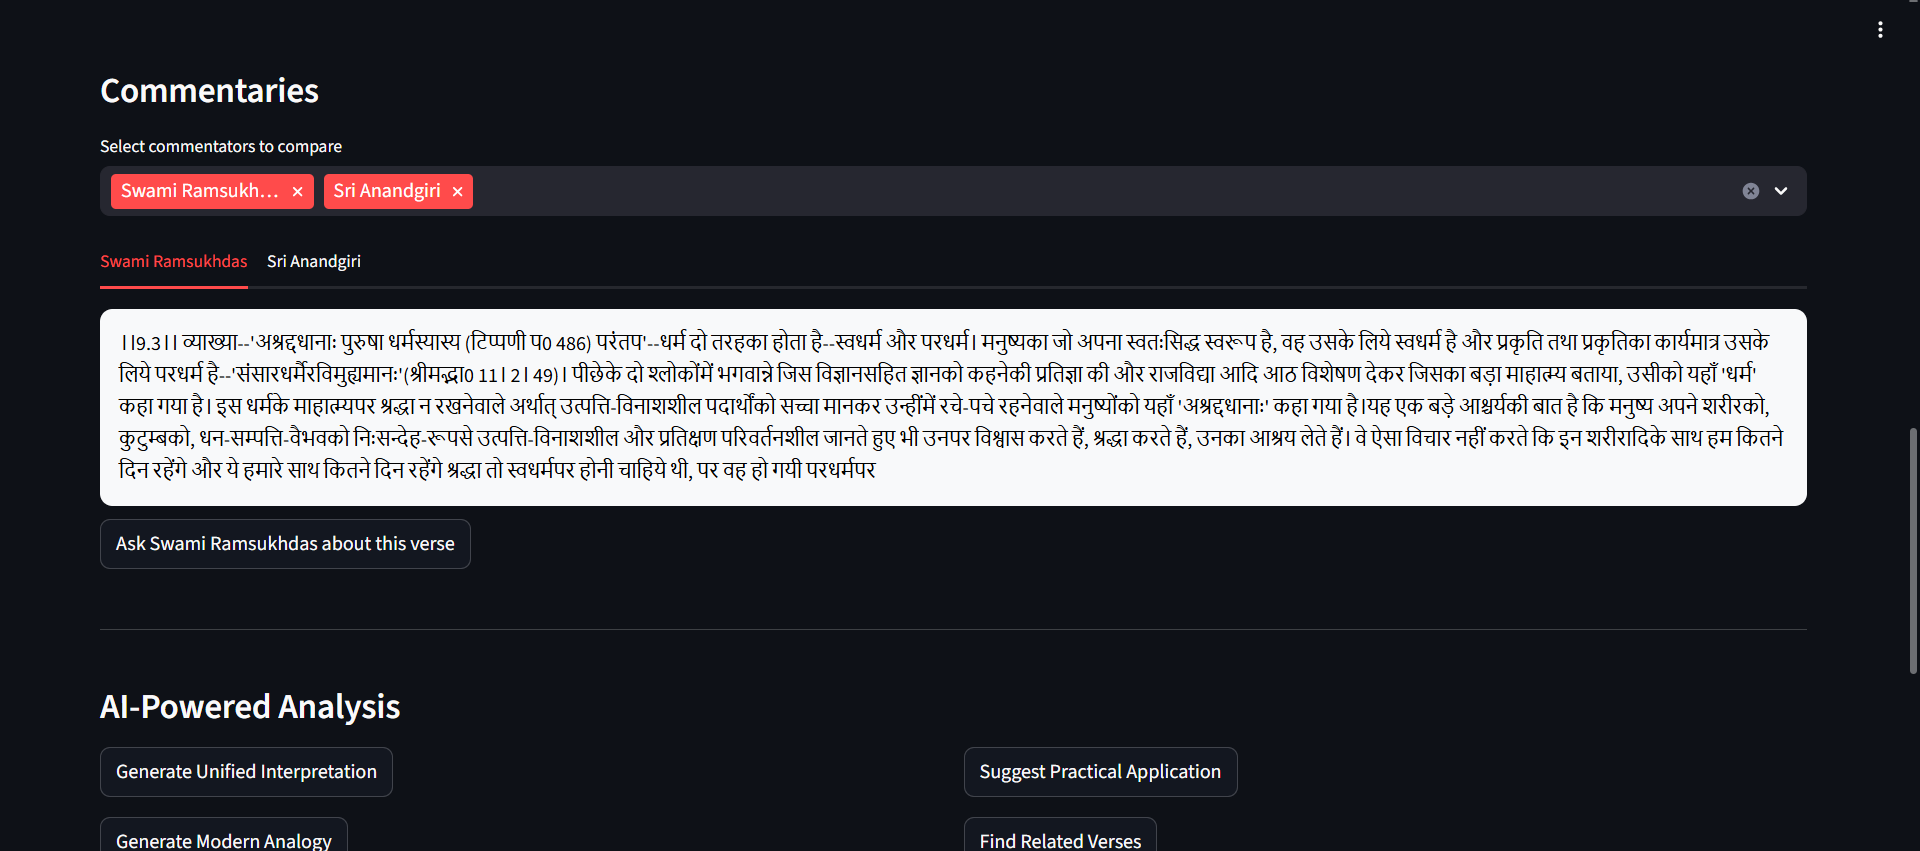 Commentaries
Select commentators to compare
Swami Ramsukh... × Sri Anandgiri ×
Swami Ramsukhdas Sri Anandgiri
।।9.3।। व्याख्या--'अश्रद्दधानाः पुरुषा धर्मस्यास्य (टिप्पणी प0 486) परंतप'--धर्म दो तरहका होता है--स्वधर्म और परधर्म। मनुष्यका जो अपना स्वतःसिद्ध स्वरूप है, वह उसके लिये स्वधर्म है और प्रकृति तथा प्रकृतिका कार्यमात्र उसके
लिये परधर्म है--'संसारधर्मैरविमुह्यमानः'(श्रीमद्भा0 11। 2। 49)। पीछेके दो श्लोकोंमें भगवान्ने जिस विज्ञानसहित ज्ञानको कहनेकी प्रतिज्ञा की और राजविद्या आदि आठ विशेषण देकर जिसका बड़ा माहात्म्य बताया, उसीको यहाँ 'धर्म'
कहा गया है। इस धर्मके माहात्म्यपर श्रद्धा न रखनेवाले अर्थात् उत्पत्ति-विनाशशील पदार्थोंको सच्चा मानकर उन्हींमें रचे-पचे रहनेवाले मनुष्योंको यहाँ 'अश्रद्दधानाः' कहा गया है।यह एक बड़े आश्चर्यकी बात है कि मनुष्य अपने शरीरको,
कुटुम्बको, धन-सम्पत्ति-वैभवको निःसन्देह-रूपसे उत्पत्ति-विनाशशील और प्रतिक्षण परिवर्तनशील जानते हुए भी उनपर विश्वास करते हैं, श्रद्धा करते हैं, उनका आश्रय लेते हैं। वे ऐसा विचार नहीं करते कि इन शरीरादिके साथ हम कितने
दिन रहेंगे और ये हमारे साथ कितने दिन रहेंगे श्रद्धा तो स्वधर्मपर होनी चाहिये थी, पर वह हो गयी परधर्मपर
Ask Swami Ramsukhdas about this verse
AI-Powered Analysis
Generate Unified Interpretation Suggest Practical Application
Generate Modern Analogy Find Related Verses